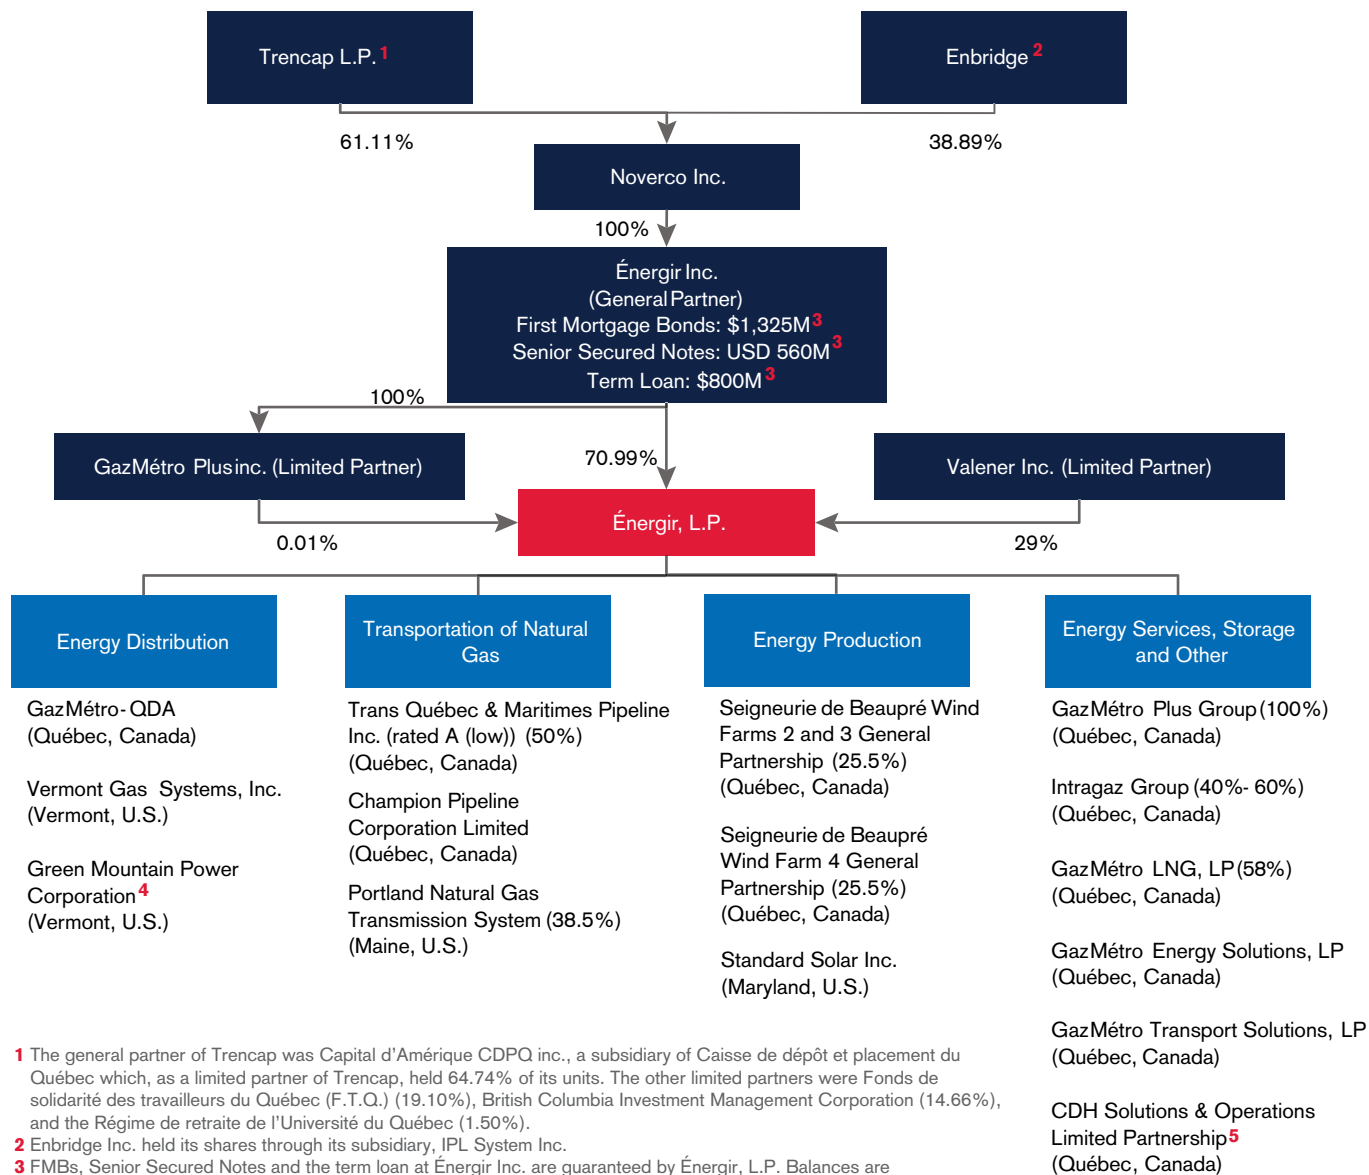 Trencap L.P. 1
Enbridge 2
61.11%
38.89%
Noverco Inc.
100%
Énergir Inc.
(General Partner)
First Mortgage Bonds: $1,325M 3
Senior Secured Notes: USD 560M 3
Term Loan: $800M 3
100%
GazMétro Plus inc. (Limited Partner)
70.99%
Valener Inc. (Limited Partner)
Énergir, L.P.
0.01%
29%
Energy Distribution
GazMétro-QDA
(Québec, Canada)
Vermont Gas Systems, Inc.
(Vermont, U.S.)
Green Mountain Power
Corporation 4
(Vermont, U.S.)
Transportation of Natural
Gas
Trans Québec & Maritimes Pipeline
Inc. (rated A (low)) (50%)
(Québec, Canada)
Champion Pipeline
Corporation Limited
(Québec, Canada)
Portland Natural Gas
Transmission System (38.5%)
(Maine, U.S.)
Energy Production
Seigneurie de Beaupré Wind
Farms 2 and 3 General
Partnership (25.5%)
(Québec, Canada)
Seigneurie de Beaupré
Wind Farm 4 General
Partnership (25.5%)
(Québec, Canada)
Standard Solar Inc.
(Maryland, U.S.)
Energy Services, Storage
and Other
GazMétro Plus Group (100%)
(Québec, Canada)
Intragaz Group (40%- 60%)
(Québec, Canada)
GazMétro LNG, LP (58%)
(Québec, Canada)
GazMétro Energy Solutions, LP
(Québec, Canada)
GazMétro Transport Solutions, LP
(Québec, Canada)
CDH Solutions & Operations
Limited Partnership 5
(Québec, Canada)
1 The general partner of Trencap was Capital d'Amérique CDPQ inc., a subsidiary of Caisse de dépôt et placement du
Québec which, as a limited partner of Trencap, held 64.74% of its units. The other limited partners were Fonds de
solidarité des travailleurs du Québec (F.T.Q.) (19.10%), British Columbia Investment Management Corporation (14.66%),
and the Régime de retraite de l'Université du Québec (1.50%).
2 Enbridge Inc. held its shares through its subsidiary, IPL System Inc.
3 FMBs, Senior Secured Notes and the term loan at Énergir Inc. are guaranteed by Énergir, L.P. Balances are